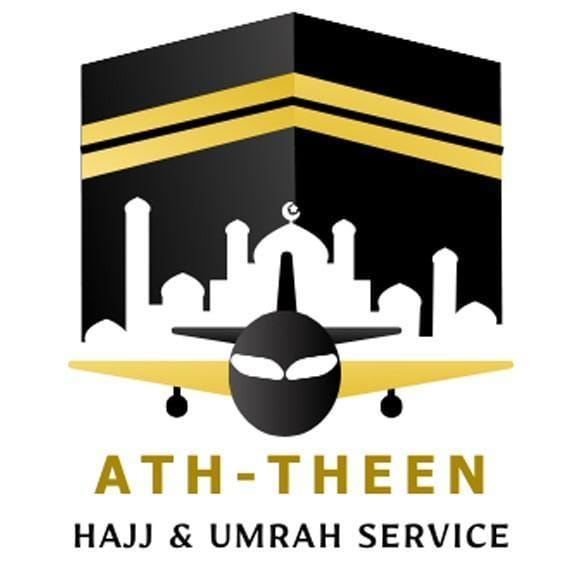 ATH-THEEN
HAJJ & UMRAH SERVICE